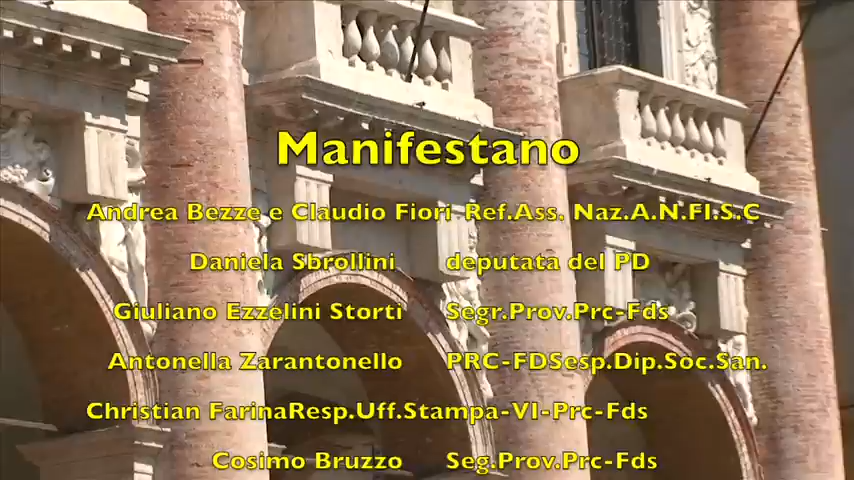 Manifestano
Andrea Bezze e Claudio Fiori Ref.Ass. Naz.A.N.FI.S.C
Daniela Sbrollini deputata del PD
Giuliano Ezzelini Storti Segr.Prov.Prc-Fds
Antonella Zarantonello PRC-FDSesp.Dip.Soc.San.
Christian FarinaResp.Uff.Stampa-VI-Prc-Fds
Cosimo Bruzzo Seg.Prov.Prc-Fds